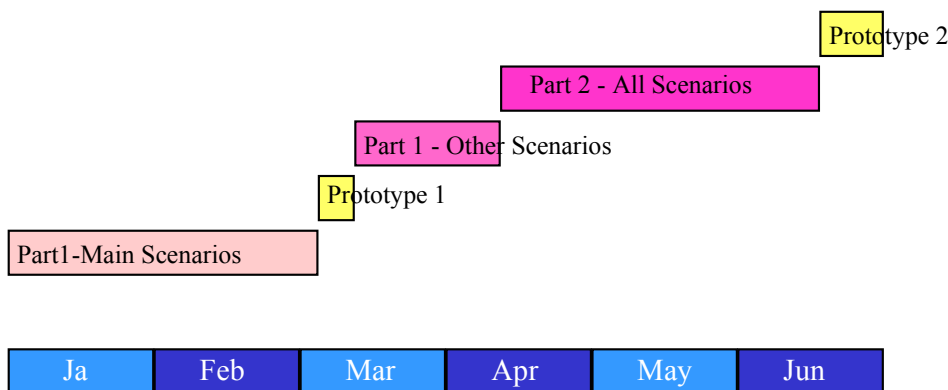 Prototype 2
Part 2 - All Scenarios
Part 1 - Other Scenarios
Prototype 1
Part1-Main Scenarios
Ja Feb Mar Apr May Jun